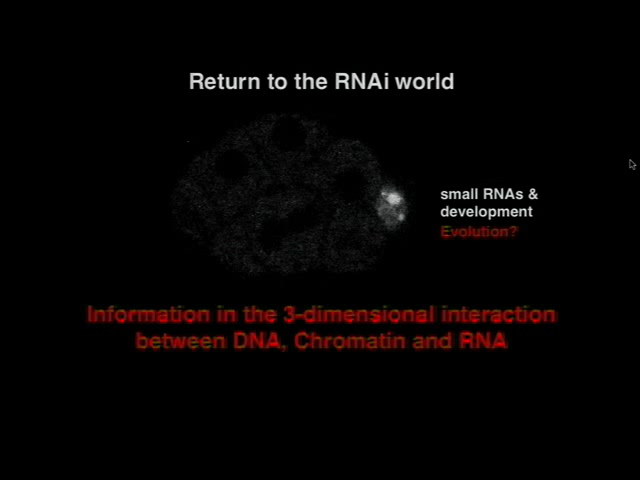 Return to the RNAi world
small RNAs &
development
Evolution?
Information in the 3-dimensional interaction
between DNA, Chromatin and RNA